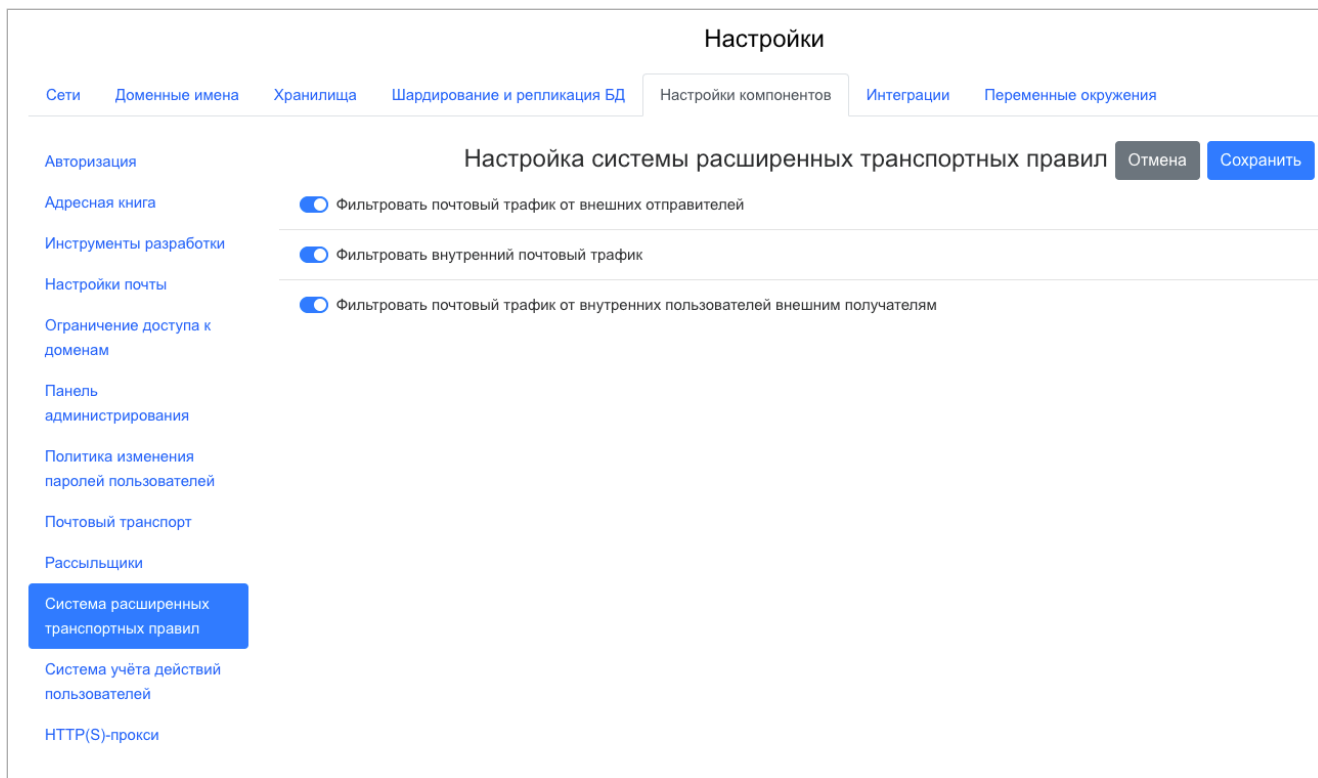 Настройки
Сети Доменные имена Хранилища Шардирование и репликация БД Настройки компонентов Интеграции Переменные окружения
Авторизация
Адресная книга
Инструменты разработки
Настройки почты
Ограничение доступа к
доменам
Панель
администрирования
Политика изменения
паролей пользователей
Почтовый транспорт
Рассыльщики
Система расширенных
транспортных правил
Система учёта действий
пользователей
HTTP(S)-прокси
Настройка системы расширенных транспортных правил Отмена Сохранить
Фильтровать почтовый трафик от внешних отправителей
Фильтровать внутренний почтовый трафик
Фильтровать почтовый трафик от внутренних пользователей внешним получателям